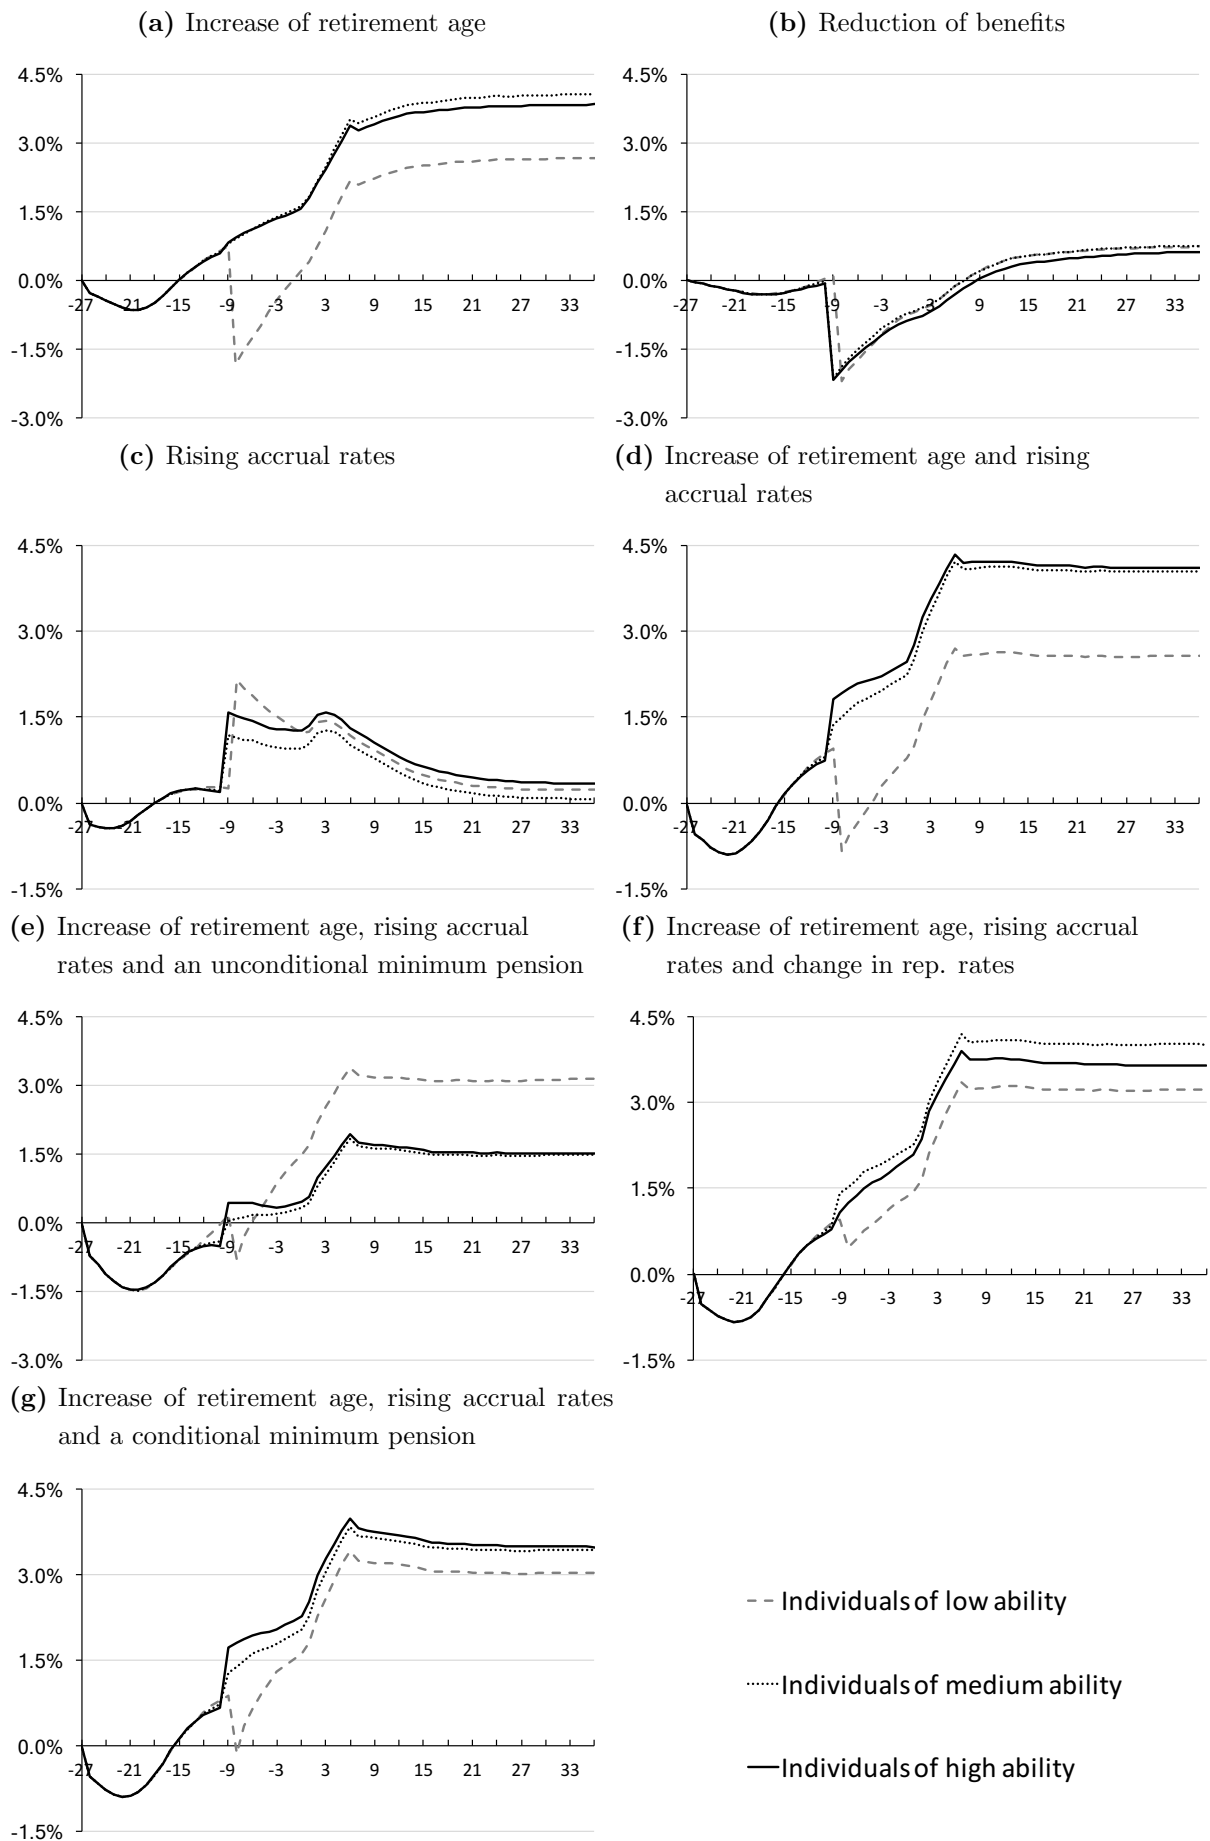 (a) Increase of retirement age
(b) Reduction of benefits
4.5%
3.0%
1.5%
0.0%
-1.5%
-3.0%
-27 -21 -15 -9 -3 3 9 15 21 27 33
4.5%
3.0%
1.5%
0.0%
-1.5%
-3.0%
-27 -21 -15 -9 -3 3 9 15 21 27 33
(c) Rising accrual rates
(d) Increase of retirement age and rising
accrual rates
4.5%
3.0%
1.5%
0.0%
-1.5%
-27 -21 -15 -9 -3 3 9 15 21 27 33
4.5%
3.0%
1.5%
0.0%
-1.5%
-27 -21 -15 -9 -3 3 9 15 21 27 33
(e) Increase of retirement age, rising accrual
rates and an unconditional minimum pension
(f) Increase of retirement age, rising accrual
rates and change in rep. rates
4.5%
3.0%
1.5%
0.0%
-1.5%
-3.0%
-27 -21 -15 -9 -3 3 9 15 21 27 33
4.5%
3.0%
1.5%
0.0%
-1.5%
-27 -21 -15 -9 -3 3 9 15 21 27 33
(g) Increase of retirement age, rising accrual rates
and a conditional minimum pension
4.5%
3.0%
1.5%
0.0%
-1.5%
-27 -21 -15 -9 -3 3 9 15 21 27 33
Individuals of low ability
Individuals of medium ability
Individuals of high ability